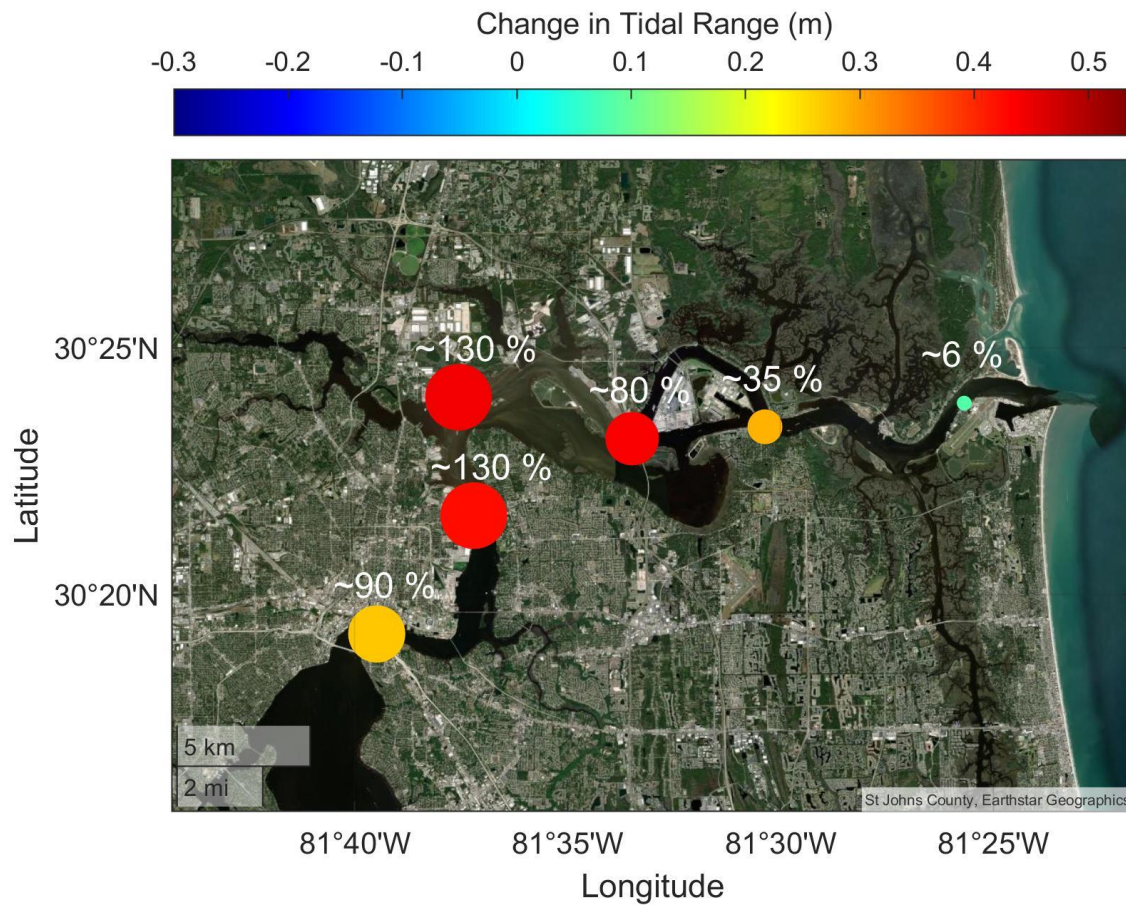 Change in Tidal Range (m)
-0.3 -0.2 -0.1 0 0.1 0.2 0.3 0.4 0.5
30°25'N
30°20'N
Latitude
~130 %
~80 %
~35 %
~6 %
~130 %
~90 %
5 km
2 mi
St Johns County, Earthstar Geographics
81°40'W 81°35'W 81°30'W 81°25'W
Longitude